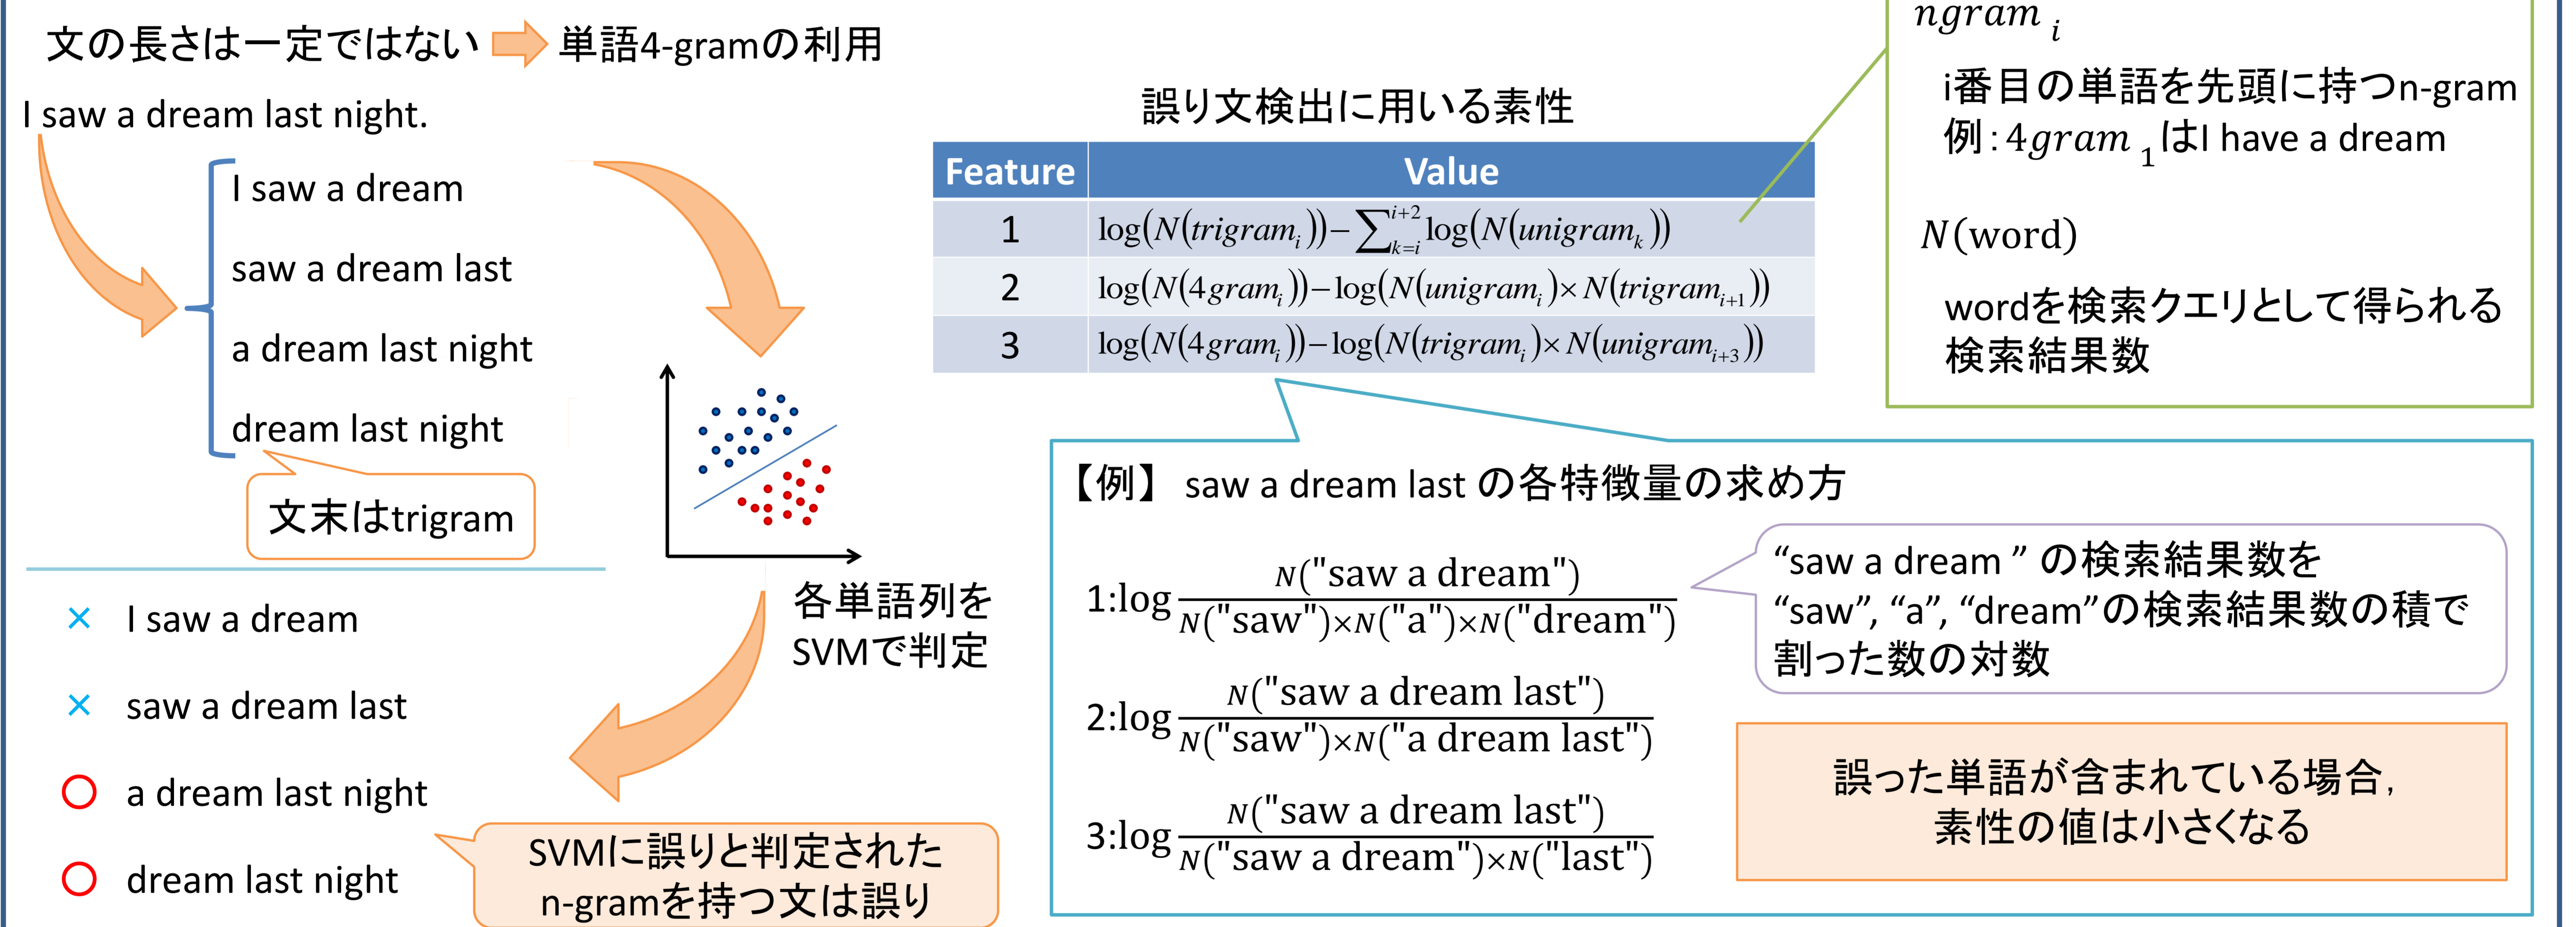 文の長さは一定ではない 単語4-gramの利用
I saw a dream last night.
I saw a dream
saw a dream last
a dream last night
dream last night
文末はtrigram
各単語列を
SVMで判定
× I saw a dream
× saw a dream last
○ a dream last night
○ dream last night
SVMに誤りと判定された
n-gramを持つ文は誤り
誤り文検出に用いる素性
Feature Value
1 log(N(trigram_i))−∑_{k=i}^{i+2} log(N(unigram_k))
2 log(N(4gram_i))−log(N(unigram_i)×N(trigram_{i+1}))
3 log(N(4gram_i))−log(N(trigram_i)×N(unigram_{i+3}))
ngram_i
i番目の単語を先頭に持つn-gram
例：4gram_1はI have a dream
N(word)
wordを検索クエリとして得られる
検索結果数
【例】 saw a dream last の各特徴量の求め方
1:log N("saw a dream") / N("saw")×N("a")×N("dream")
2:log N("saw a dream last") / N("saw")×N("a dream last")
3:log N("saw a dream last") / N("saw a dream")×N("last")
“saw a dream ” の検索結果数を
“saw”, “a”, “dream”の検索結果数の積で
割った数の対数
誤った単語が含まれている場合,
素性の値は小さくなる